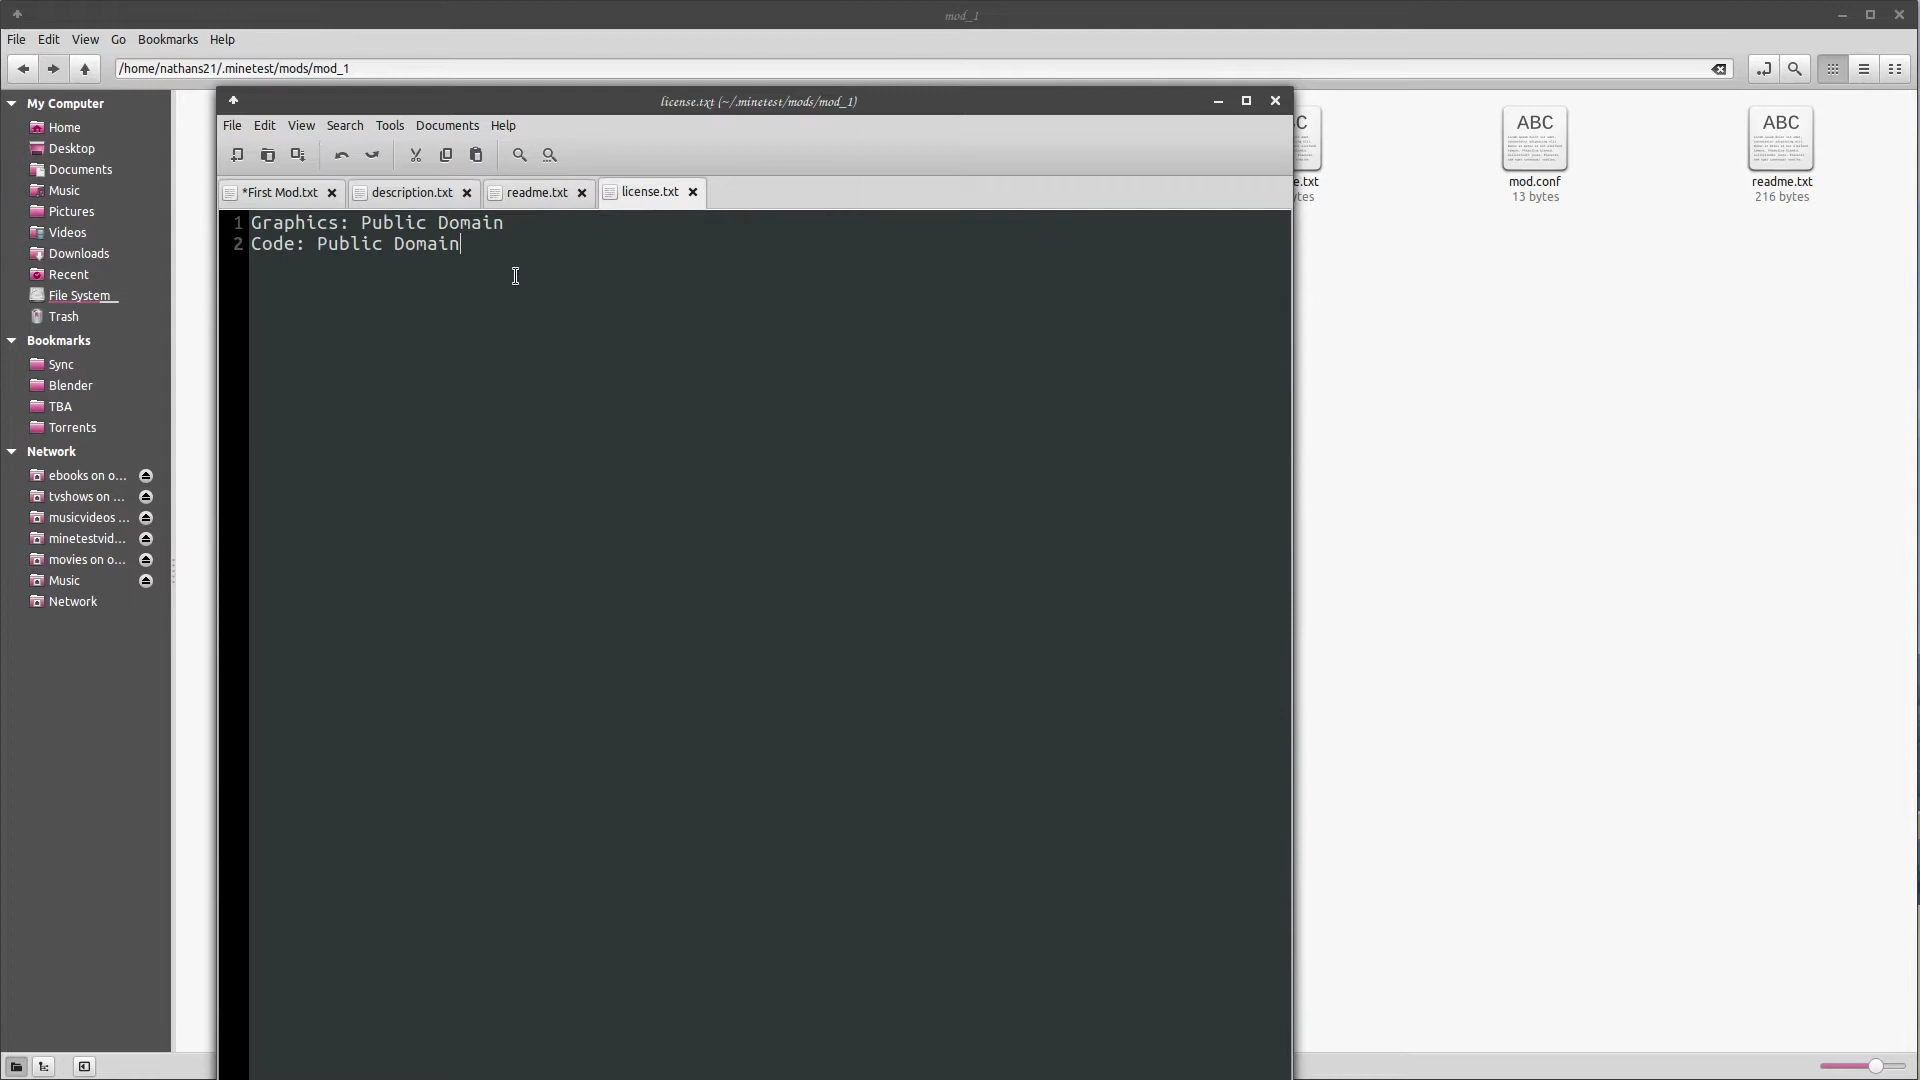 mod_1
File Edit View Go Bookmarks Help
/home/nathans21/.minetest/mods/mod_1
My Computer
Home
Desktop
Documents
Music
Pictures
Videos
Downloads
Recent
File System
Trash
Bookmarks
Sync
Blender
TBA
Torrents
Network
ebooks on o...
tvshows on ...
musicvideos ...
minetestvid...
movies on o...
Music
Network
license.txt (~/.minetest/mods/mod_1)
File Edit View Search Tools Documents Help
*First Mod.txt description.txt readme.txt license.txt
1 Graphics: Public Domain
2 Code: Public Domain
C
e.txt
ytes
ABC
mod.conf
13 bytes
ABC
readme.txt
216 bytes